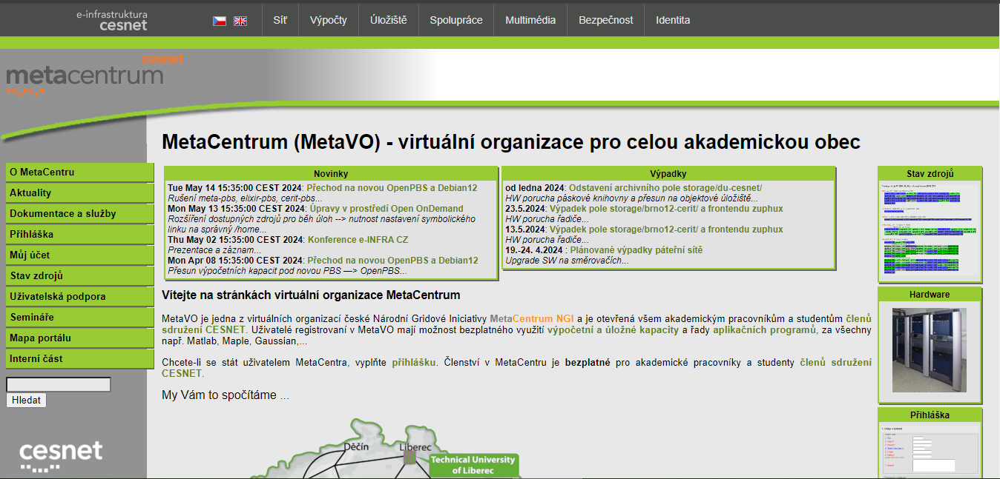 e-infrastruktura
cesnet
Síť
Výpočty
Úložiště
Spolupráce
Multimédia
Bezpečnost
Identita
cesnet
metacentrum
MetaCentrum (MetaVO) - virtuální organizace pro celou akademickou obec
O MetaCentru
Aktuality
Dokumentace a služby
Přihláška
Můj účet
Stav zdrojů
Uživatelská podpora
Semináře
Mapa portálu
Interní část
Hledat
cesnet
Novinky
Tue May 14 15:35:00 CEST 2024: Přechod na novou OpenPBS a Debian12
Rušení meta-pbs, elixir-pbs, cerit-pbs...
Mon May 13 15:35:00 CEST 2024: Úpravy v prostředí Open OnDemand
Rozšíření dostupných zdrojů pro běh úloh --> nutnost nastavení symbolického
linku na správný /home...
Thu May 02 15:35:00 CEST 2024: Konference e-INFRA CZ
Prezentace a záznam...
Mon Apr 08 15:35:00 CEST 2024: Přechod na novou OpenPBS a Debian12
Přesun výpočetních kapacit pod novou PBS —> OpenPBS...
Výpadky
od ledna 2024: Odstavení archivního pole storage/du-cesnet/
HW porucha páskové knihovny a přesun na objektové úložiště...
23.5.2024: Výpadek pole storage/brno12-cerit/ a frontendu zuphux
HW porucha řadiče...
13.5.2024: Výpadek pole storage/brno12-cerit/ a frontendu zuphux
HW porucha řadiče...
19.-24. 4.2024 : Plánované výpadky páteřní sítě
Upgrade SW na směrovačích...
Vítejte na stránkách virtuální organizace MetaCentrum
MetaVO je jedna z virtuálních organizací české Národní Gridové Iniciativy MetaCentrum NGI a je otevřená všem akademickým pracovníkům a studentům členů
sdružení CESNET. Uživatelé registrovaní v MetaVO mají možnost bezplatného využití výpočetní a úložné kapacity a řady aplikačních programů, za všechny
např. Matlab, Maple, Gaussian,...
Chcete-li se stát uživatelem MetaCentra, vyplňte přihlášku. Členství v MetaCentru je bezplatné pro akademické pracovníky a studenty členů sdružení
CESNET.
My Vám to spočítáme ...
Děčín
Liberec
Technical University
of Liberec
Stav zdrojů
Hardware
Přihláška